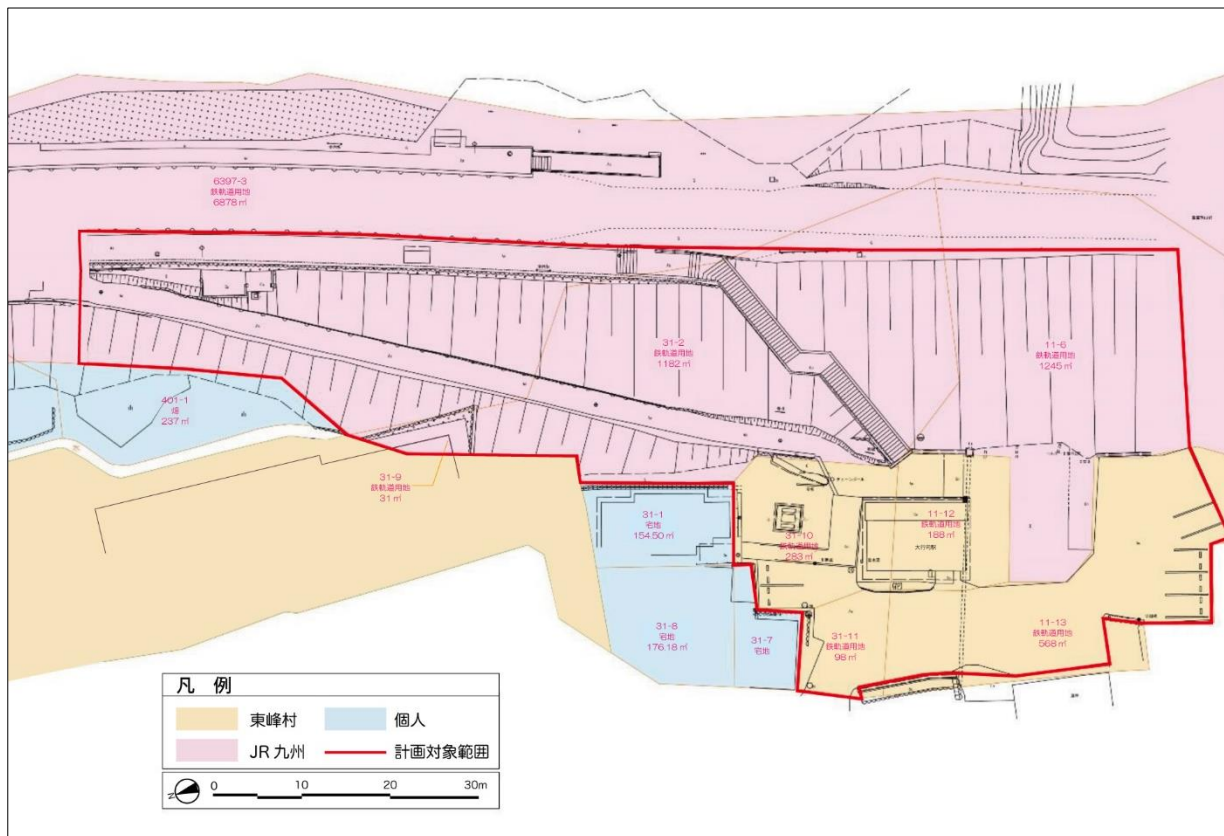 6397-3
鉄軌道用地
6878㎡
31-2
鉄軌道用地
1182㎡
11-6
鉄軌道用地
1245㎡
401-1
畑
237㎡
31-9
鉄軌道用地
31㎡
31-1
宅地
154.50㎡
31-10
鉄軌道用地
283㎡
11-12
鉄軌道用地
188㎡
大行司駅
31-8
宅地
176.18㎡
31-7
宅地
31-11
鉄軌道用地
98㎡
11-13
鉄軌道用地
568㎡
凡 例
東峰村
個人
JR九州
計画対象範囲
N
0 10 20 30m